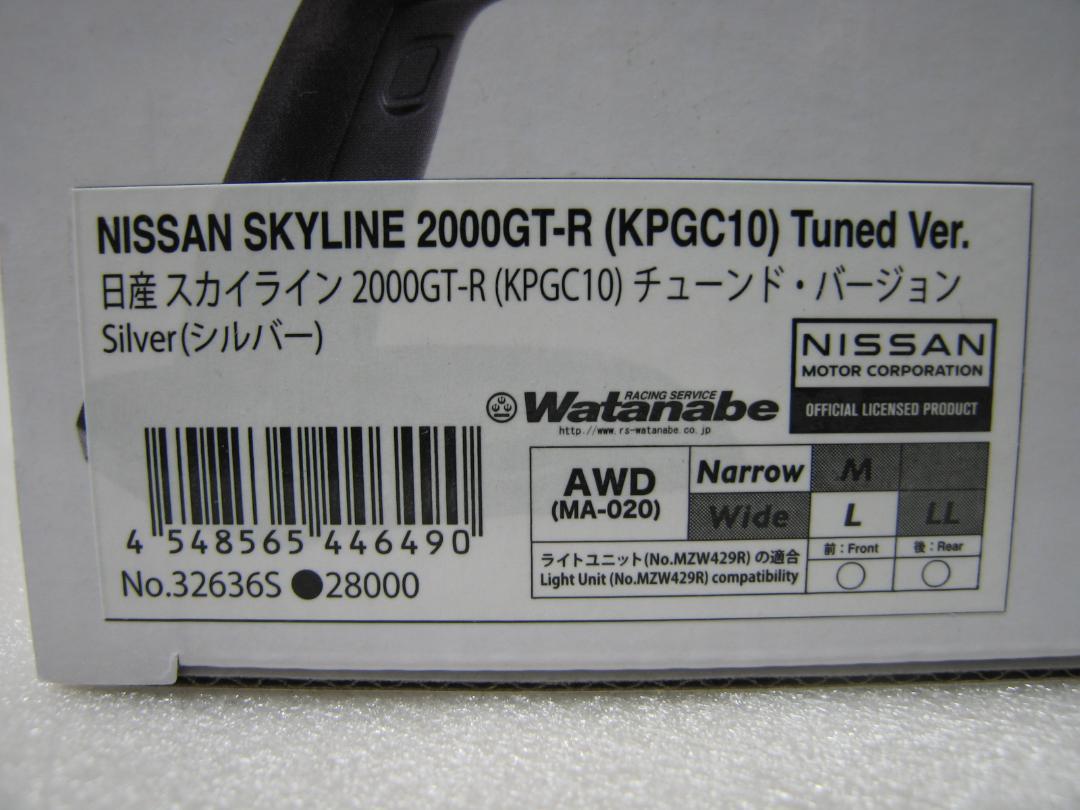 NISSAN SKYLINE 2000GT-R (KPGC10) Tuned Ver.
日産 スカイライン 2000GT-R (KPGC10) チューンド・バージョン
Silver(シルバー)
NISSAN
MOTOR CORPORATION
OFFICIAL LICENSED PRODUCT
RACING SERVICE
Watanabe
http://www.rs-watanabe.co.jp
AWD
(MA-020)
Narrow M
Wide L LL
ライトユニット(No.MZW429R) の適合
Light Unit (No.MZW429R) compatibility
前：Front 後：Rear
4 548565 446490
No.32636S ●28000